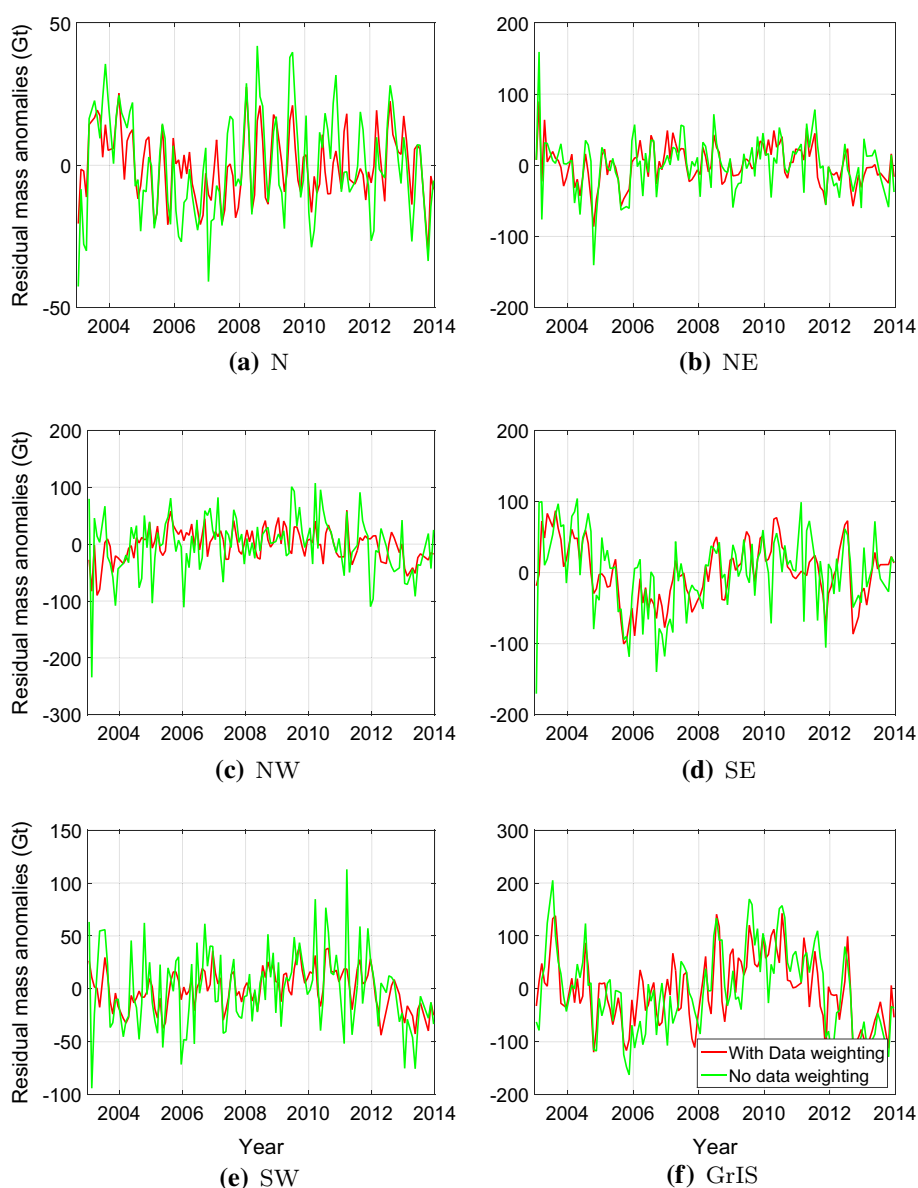 Residual mass anomalies (Gt)
50
0
-50
2004 2006 2008 2010 2012 2014
(a) N
200
100
0
-100
-200
2004 2006 2008 2010 2012 2014
(b) NE
Residual mass anomalies (Gt)
200
100
0
-100
-200
-300
2004 2006 2008 2010 2012 2014
(c) NW
200
100
0
-100
-200
2004 2006 2008 2010 2012 2014
(d) SE
Residual mass anomalies (Gt)
150
100
50
0
-50
-100
2004 2006 2008 2010 2012 2014
Year
(e) SW
300
200
100
0
-100
-200
With Data weighting
No data weighting
2004 2006 2008 2010 2012 2014
Year
(f) GrIS